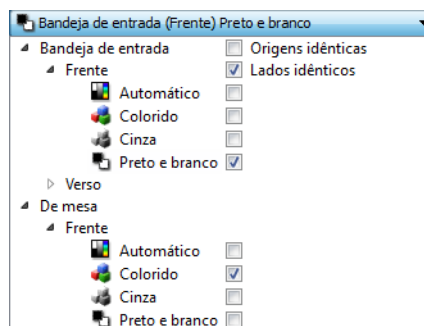 Bandeja de entrada (Frente) Preto e branco
Bandeja de entrada Origens idênticas
Frente Lados idênticos
Automático
Colorido
Cinza
Preto e branco
Verso
De mesa
Frente
Automático
Colorido
Cinza
Preto e branco